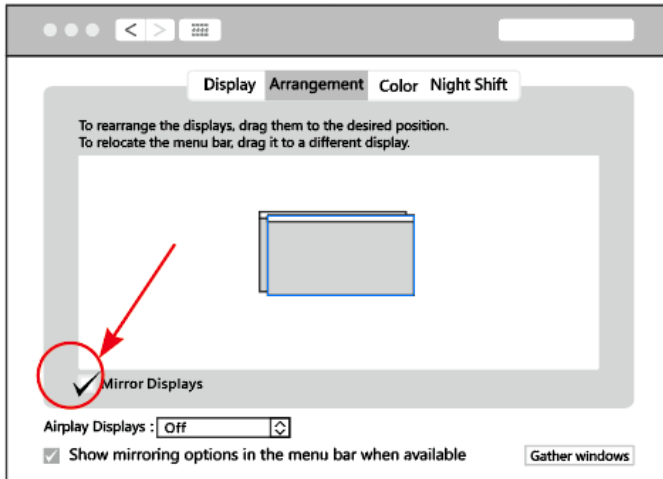 Display Arrangement Color Night Shift
To rearrange the displays, drag them to the desired position.
To relocate the menu bar, drag it to a different display.
Mirror Displays
Airplay Displays : Off
Show mirroring options in the menu bar when available Gather windows